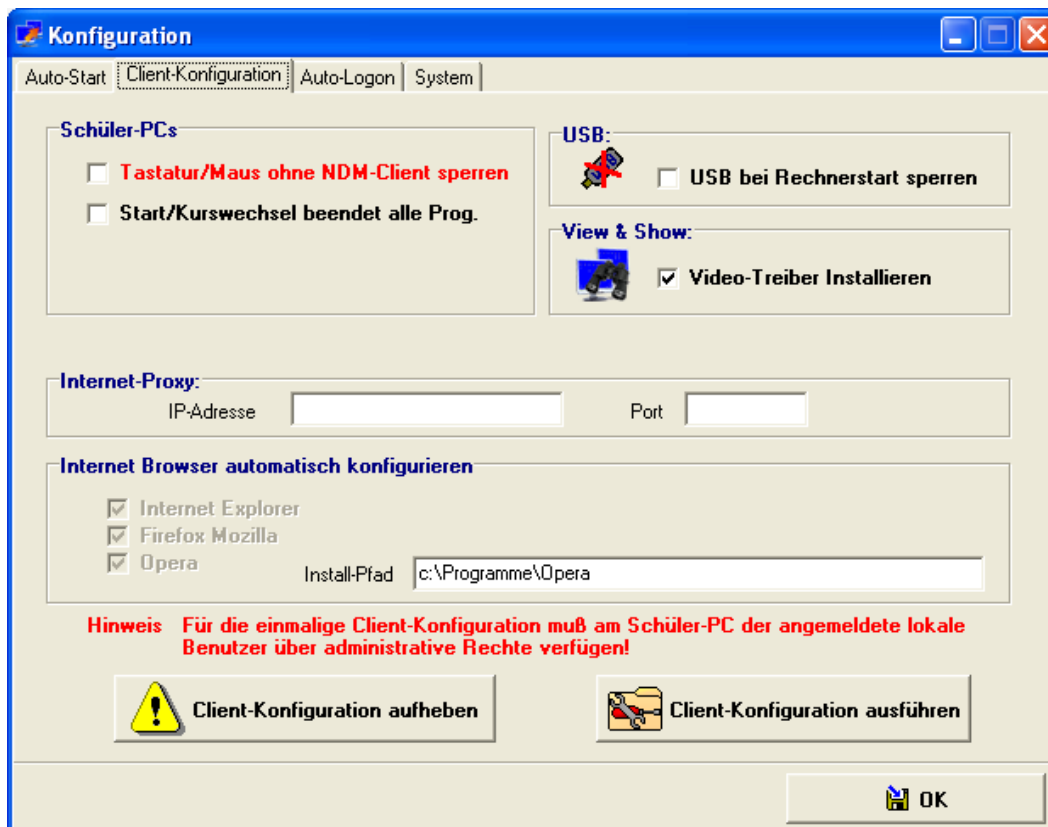 Konfiguration
Auto-Start Client-Konfiguration Auto-Logon System
Schüler-PCs
Tastatur/Maus ohne NDM-Client sperren
Start/Kurswechsel beendet alle Prog.
USB:
USB bei Rechnerstart sperren
View & Show:
Video-Treiber Installieren
Internet-Proxy:
IP-Adresse Port
Internet Browser automatisch konfigurieren
Internet Explorer
Firefox Mozilla
Opera
Install-Pfad c:\Programme\Opera
Hinweis Für die einmalige Client-Konfiguration muß am Schüler-PC der angemeldete lokale
Benutzer über administrative Rechte verfügen!
Client-Konfiguration aufheben Client-Konfiguration ausführen
OK